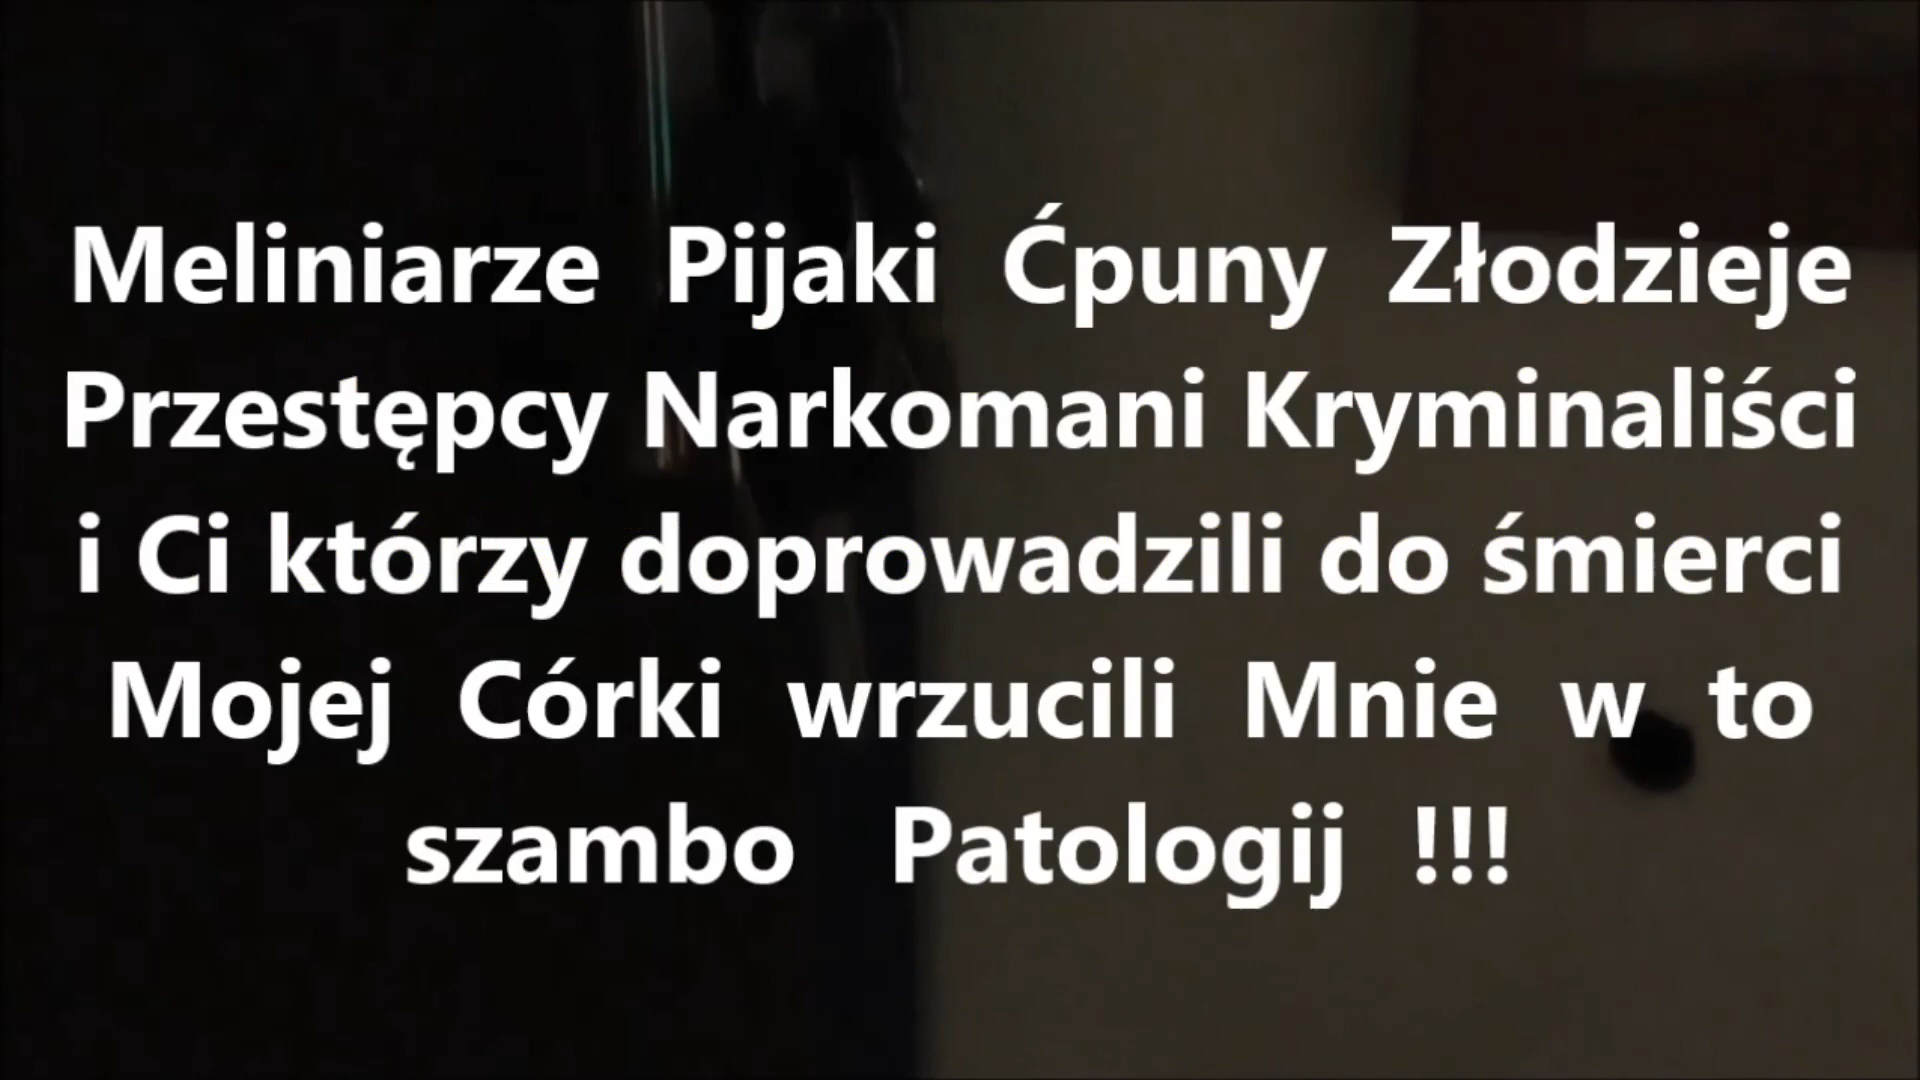 Meliniarze Pijaki Ćpuny Złodzieje
Przestępcy Narkomani Kryminaliści
i Ci którzy doprowadzili do śmierci
Mojej Córki wrzucili Mnie w to
szambo Patologij !!!